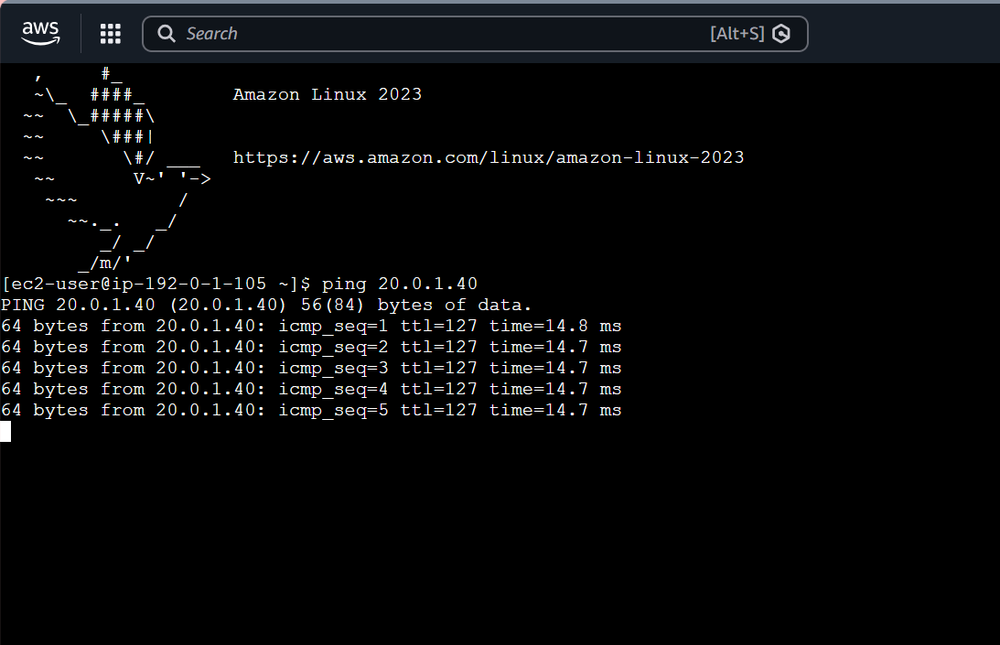 aws
Search [Alt+S]
   ,     #_
   ~\_  ####_        Amazon Linux 2023
  ~~  \_#####\
  ~~     \###|
  ~~       \#/ ___   https://aws.amazon.com/linux/amazon-linux-2023
   ~~       V~' '->
    ~~~         /
      ~~._.   _/
         _/ _/
       _/m/'
[ec2-user@ip-192-0-1-105 ~]$ ping 20.0.1.40
PING 20.0.1.40 (20.0.1.40) 56(84) bytes of data.
64 bytes from 20.0.1.40: icmp_seq=1 ttl=127 time=14.8 ms
64 bytes from 20.0.1.40: icmp_seq=2 ttl=127 time=14.7 ms
64 bytes from 20.0.1.40: icmp_seq=3 ttl=127 time=14.7 ms
64 bytes from 20.0.1.40: icmp_seq=4 ttl=127 time=14.7 ms
64 bytes from 20.0.1.40: icmp_seq=5 ttl=127 time=14.7 ms